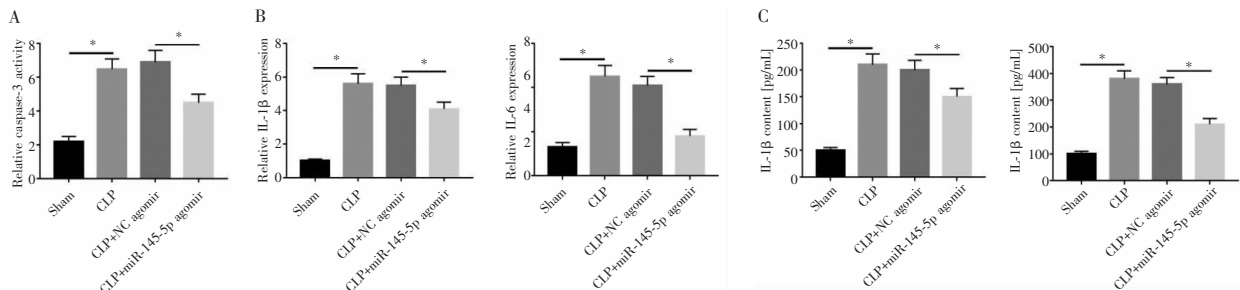 A
Relative caspase-3 activity
8
6
4
2
0
*
*
Sham
CLP
CLP+NC agomir
CLP+miR-145-5p agomir
B
Relative IL-1β expression
8
6
4
2
0
*
*
Sham
CLP
CLP+NC agomir
CLP+miR-145-5p agomir
Relative IL-6 expression
8
6
4
2
0
*
*
Sham
CLP
CLP+NC agomir
CLP+miR-145-5p agomir
C
IL-1β content [pg/mL]
250
200
150
100
50
0
*
*
Sham
CLP
CLP+NC agomir
CLP+miR-145-5p agomir
IL-1β content [pg/mL]
500
400
300
200
100
0
*
*
Sham
CLP
CLP+NC agomir
CLP+miR-145-5p agomir